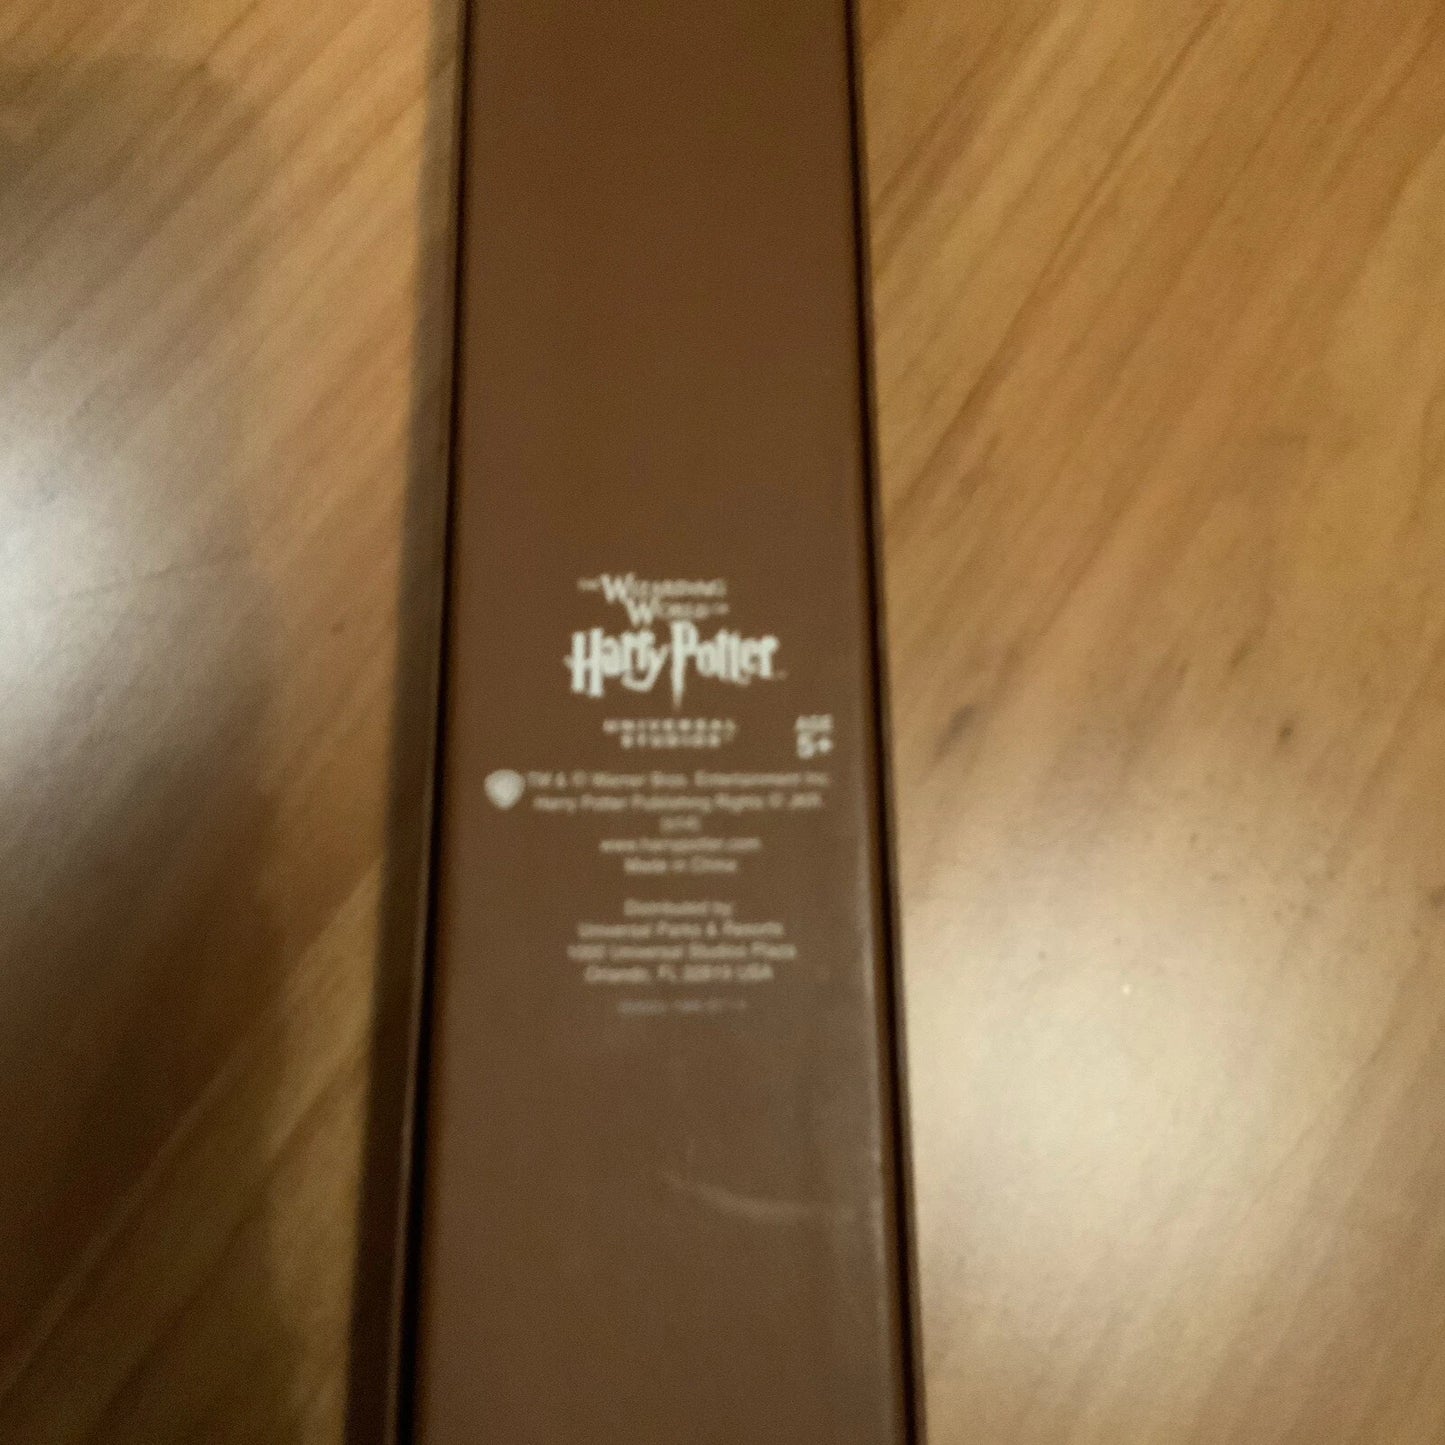 THE WIZARDING
WORLD OF
Harry Potter
UNIVERSAL
STUDIOS
AGE
5+
TM & © Warner Bros. Entertainment Inc.
Harry Potter Publishing Rights © JKR.
www.harrypotter.com
Made in China
Distributed by
Universal Parks & Resorts
1000 Universal Studios Plaza
Orlando, FL 32819 USA